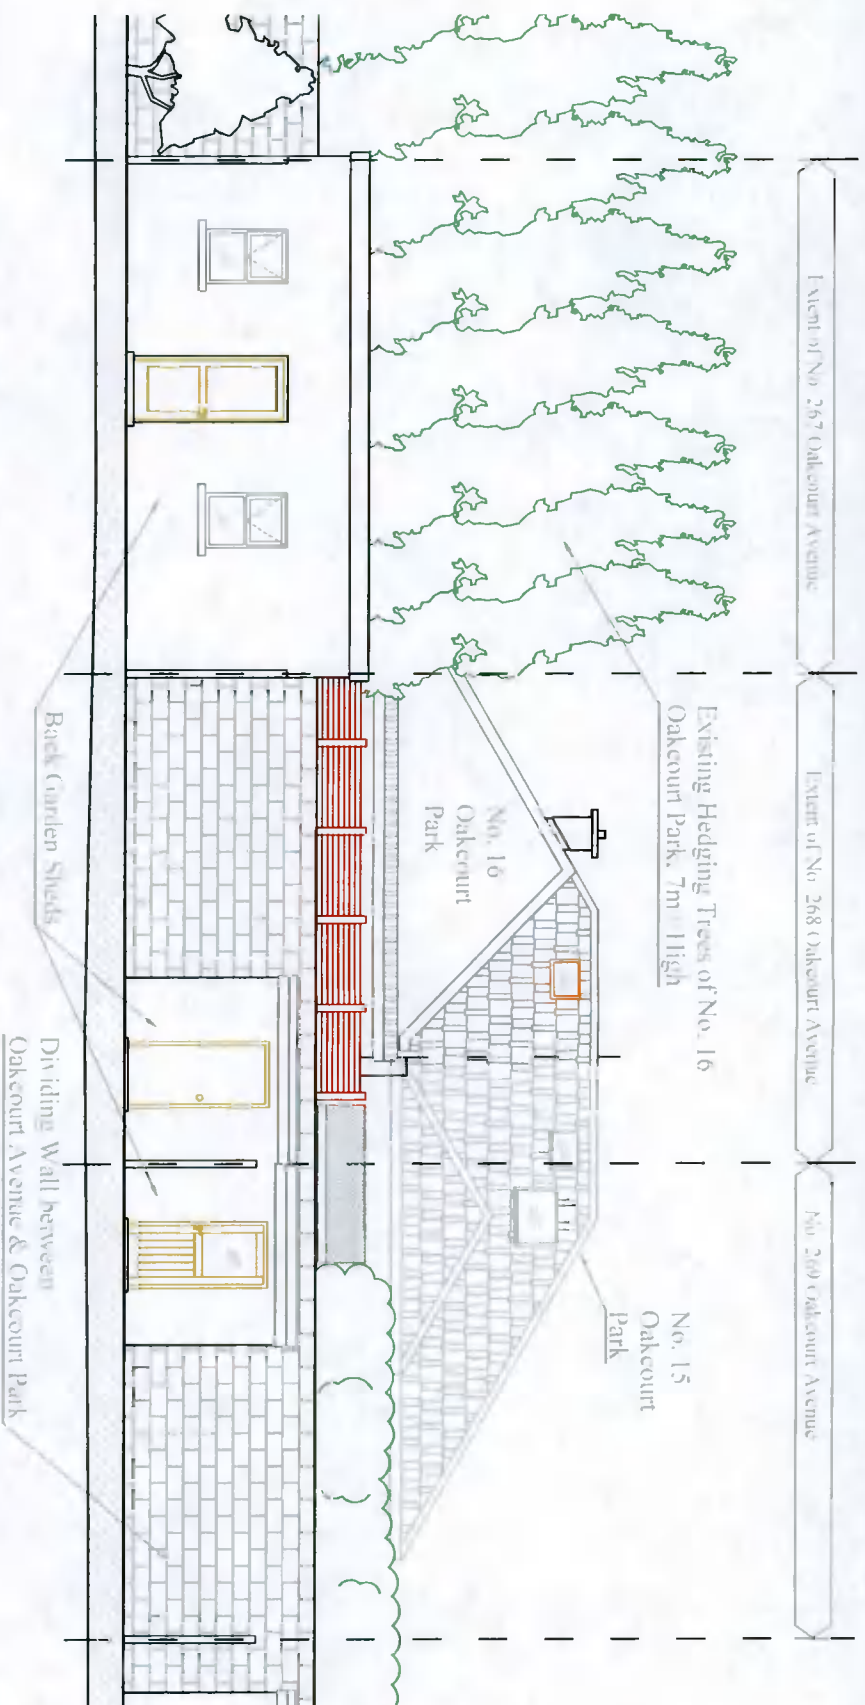 Extent of No. 267 Oakcourt Avenue
Extent of No 268 Oakcourt Avenue
No. 269 Oakcourt Avenue
Existing Hedging Trees of No. 16
Oakcourt Park, 7m High
No. 16
Oakcourt
Park
No. 15
Oakcourt
Park
Back Garden Sheds
Dividing Wall between
Oakcourt Avenue & Oakcourt Park